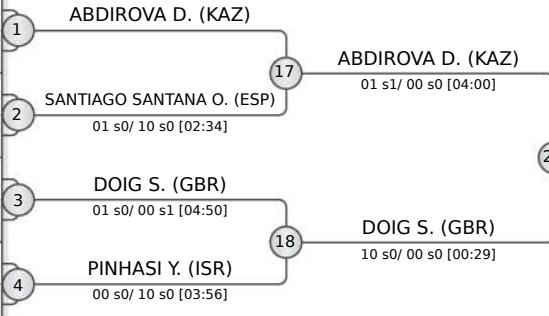 ABDIROVA D. (KAZ)
1
17
ABDIROVA D. (KAZ)
01 s1/ 00 s0 [04:00]
SANTIAGO SANTANA O. (ESP)
2
01 s0/ 10 s0 [02:34]
DOIG S. (GBR)
3
01 s0/ 00 s1 [04:50]
18
DOIG S. (GBR)
10 s0/ 00 s0 [00:29]
PINHASI Y. (ISR)
4
00 s0/ 10 s0 [03:56]